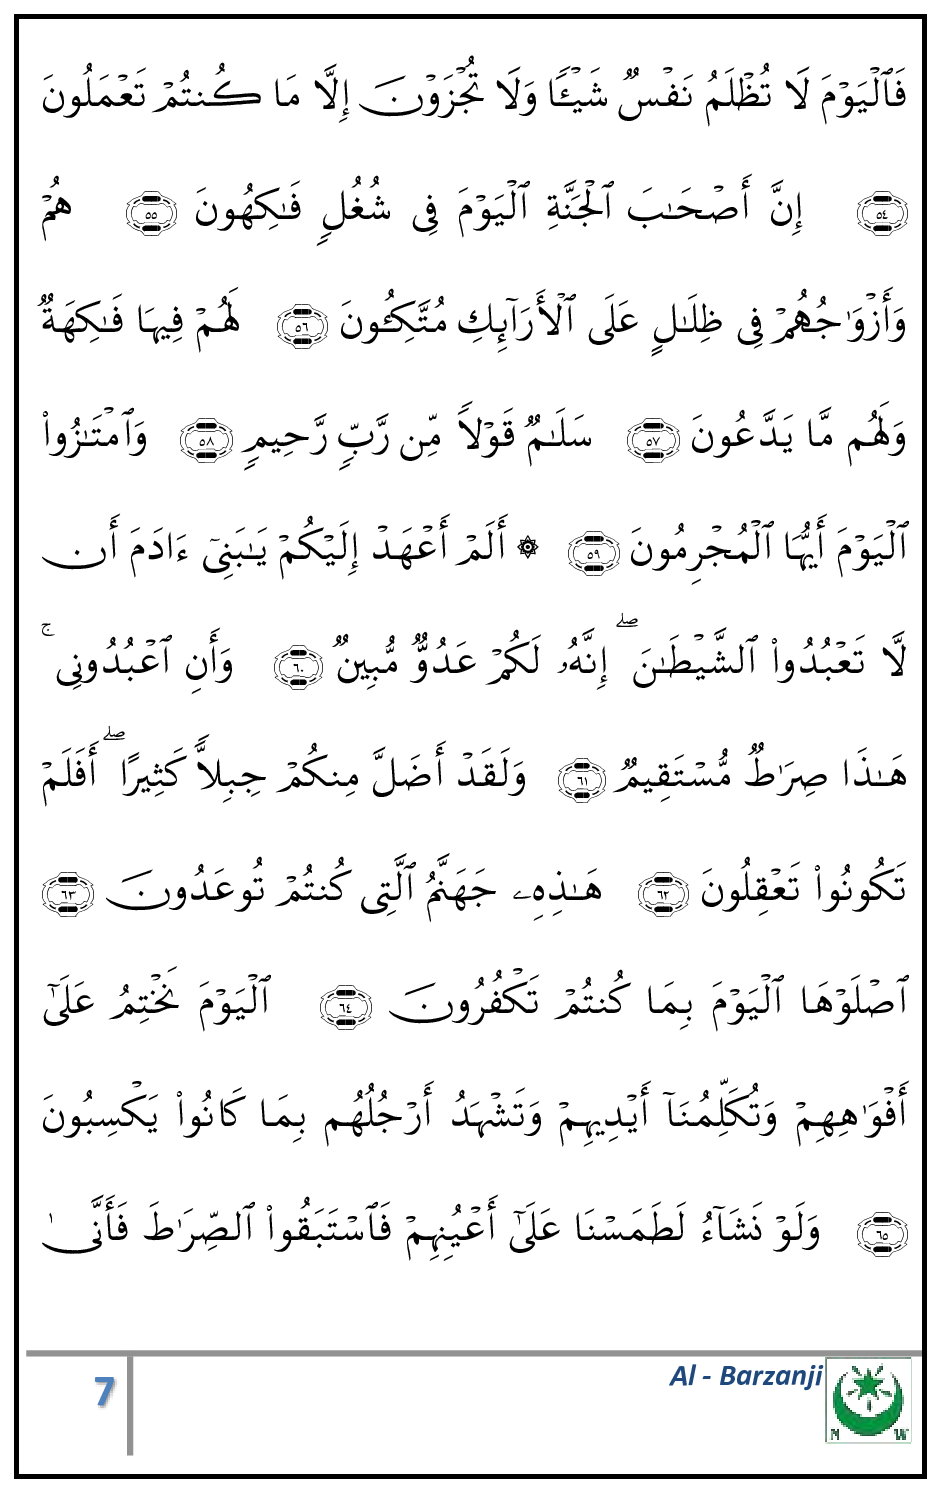 فَٱلْيَوْمَ لَا تُظْلَمُ نَفْسٌ شَيْـًٔا وَلَا تُجْزَوْنَ إِلَّا مَا كُنتُمْ تَعْمَلُونَ
﴿٥٤﴾ إِنَّ أَصْحَـٰبَ ٱلْجَنَّةِ ٱلْيَوْمَ فِى شُغُلٍ فَـٰكِهُونَ ﴿٥٥﴾ هُمْ
وَأَزْوَٰجُهُمْ فِى ظِلَـٰلٍ عَلَى ٱلْأَرَآئِكِ مُتَّكِـُٔونَ ﴿٥٦﴾ لَهُمْ فِيهَا فَـٰكِهَةٌ
وَلَهُم مَّا يَدَّعُونَ ﴿٥٧﴾ سَلَـٰمٌ قَوْلاً مِّن رَّبٍّ رَّحِيمٍ ﴿٥٨﴾ وَٱمْتَـٰزُوا۟
ٱلْيَوْمَ أَيُّهَا ٱلْمُجْرِمُونَ ﴿٥٩﴾ ۞ أَلَمْ أَعْهَدْ إِلَيْكُمْ يَـٰبَنِىٓ ءَادَمَ أَن
لَّا تَعْبُدُوا۟ ٱلشَّيْطَـٰنَ ۖ إِنَّهُۥ لَكُمْ عَدُوٌّ مُّبِينٌ ﴿٦٠﴾ وَأَنِ ٱعْبُدُونِى ۚ
هَـٰذَا صِرَٰطٌ مُّسْتَقِيمٌ ﴿٦١﴾ وَلَقَدْ أَضَلَّ مِنكُمْ جِبِلاًّ كَثِيرًا ۖ أَفَلَمْ
تَكُونُوا۟ تَعْقِلُونَ ﴿٦٢﴾ هَـٰذِهِۦ جَهَنَّمُ ٱلَّتِى كُنتُمْ تُوعَدُونَ ﴿٦٣﴾
ٱصْلَوْهَا ٱلْيَوْمَ بِمَا كُنتُمْ تَكْفُرُونَ ﴿٦٤﴾ ٱلْيَوْمَ نَخْتِمُ عَلَىٰٓ
أَفْوَٰهِهِمْ وَتُكَلِّمُنَآ أَيْدِيهِمْ وَتَشْهَدُ أَرْجُلُهُم بِمَا كَانُوا۟ يَكْسِبُونَ
﴿٦٥﴾ وَلَوْ نَشَآءُ لَطَمَسْنَا عَلَىٰٓ أَعْيُنِهِمْ فَٱسْتَبَقُوا۟ ٱلصِّرَٰطَ فَأَنَّىٰ
Al - Barzanji
7
N W